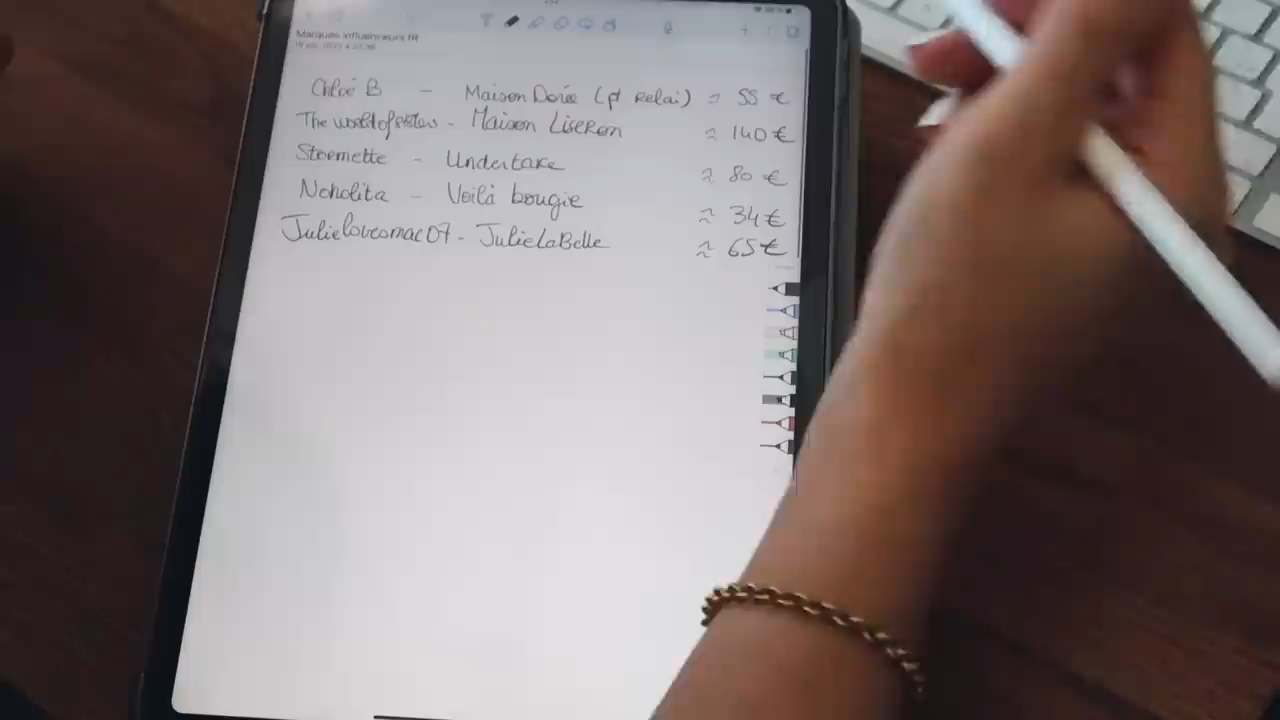 Marques influenceurs FR
Chloé B - Maison Dorée (pt relai) ≈ 55 €
The worldofsisters - Maison Liseron ≈ 140 €
Stormette - Undertake ≈ 80 €
Noholita - Voilà bougie ≈ 34 €
Julielovesmac07 - JulieLaBelle ≈ 65 €